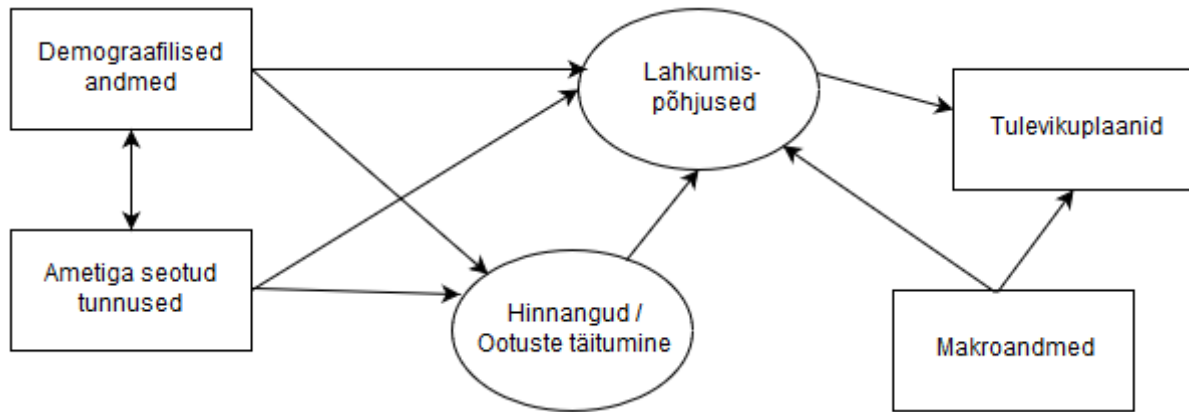 Demograafilised
andmed
Lahkumis-
põhjused
Tulevikuplaanid
Ametiga seotud
tunnused
Hinnangud /
Ootuste täitumine
Makroandmed